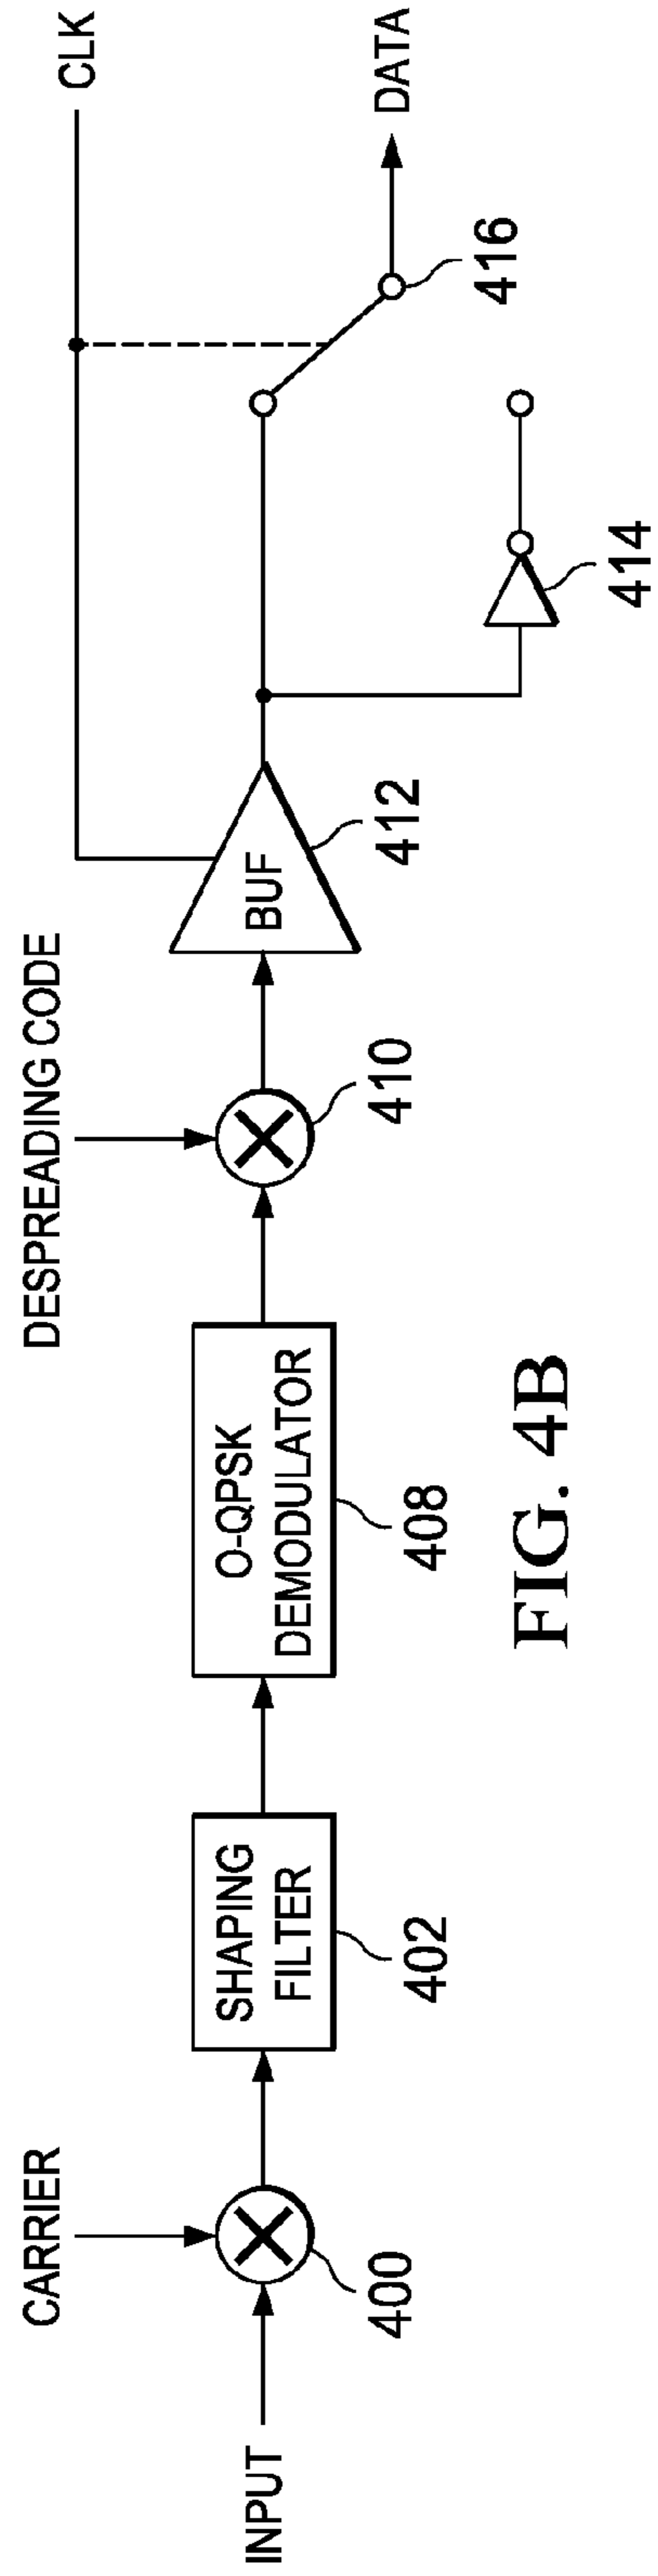 INPUT
CARRIER
400
SHAPING
FILTER
402
O-QPSK
DEMODULATOR
408
DESPREADING CODE
410
BUF
412
414
416
CLK
DATA
FIG. 4B